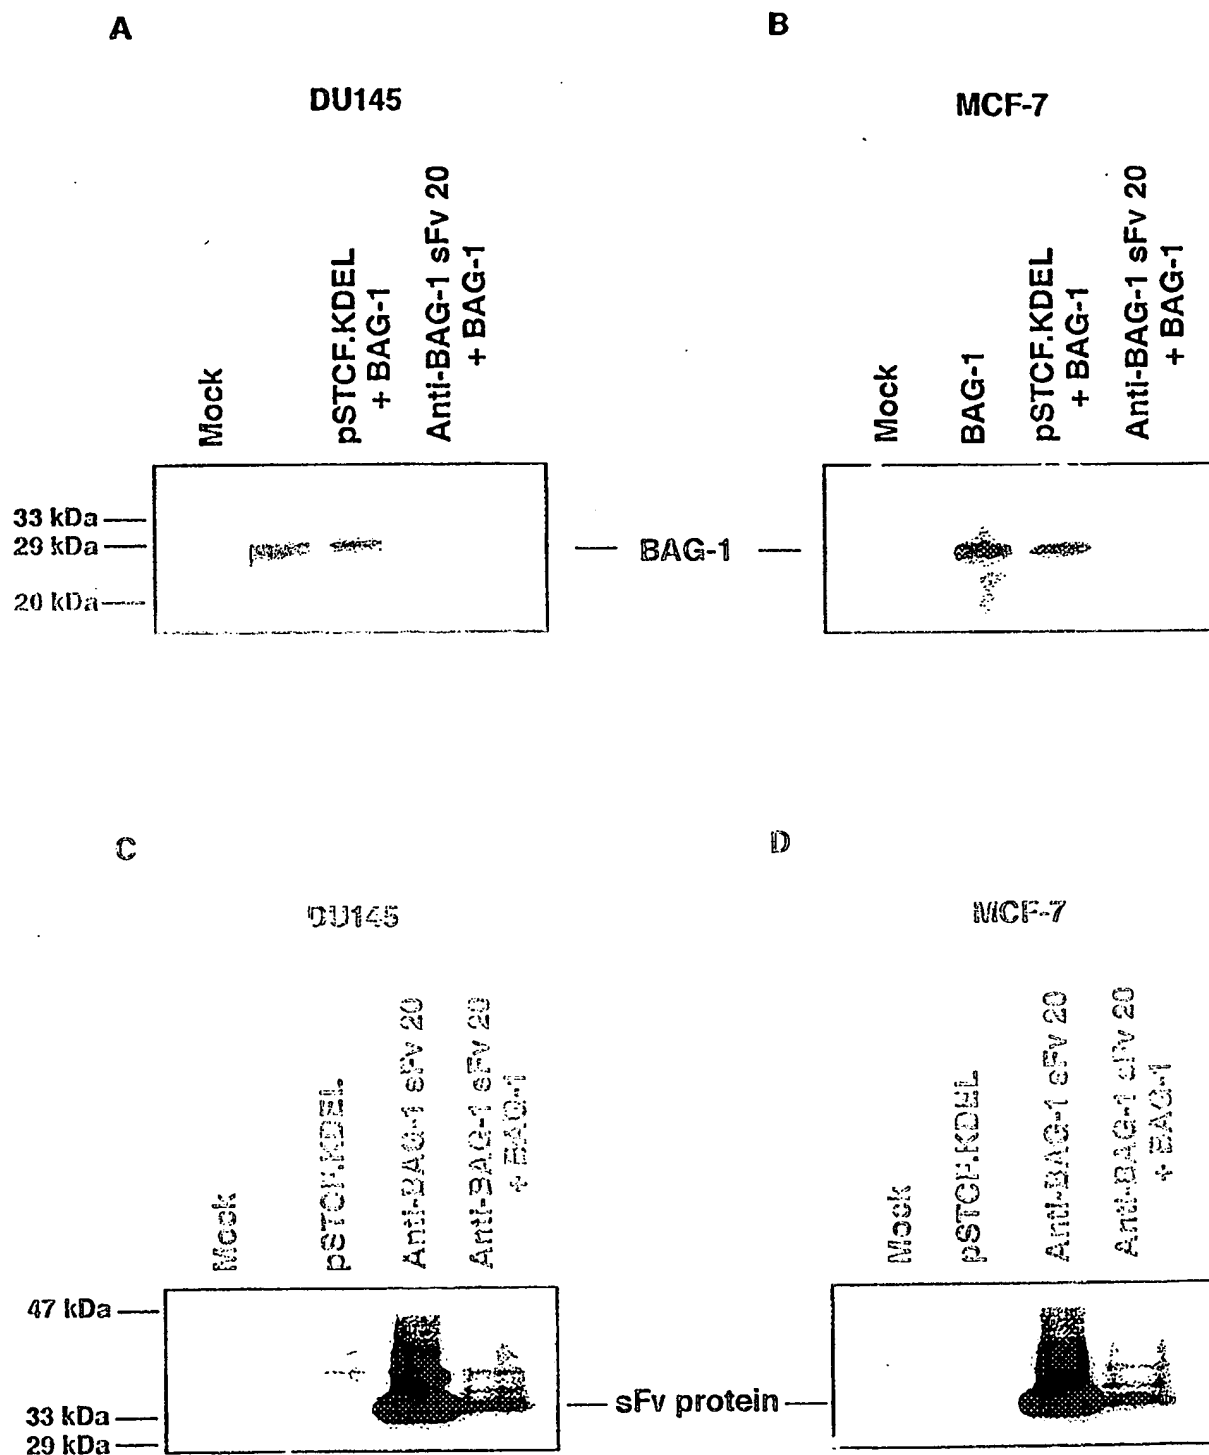 A
B
DU145
MCF-7
Mock
pSTCF.KDEL
+ BAG-1
Anti-BAG-1 sFv 20
+ BAG-1
Mock
BAG-1
pSTCF.KDEL
+ BAG-1
Anti-BAG-1 sFv 20
+ BAG-1
33 kDa
29 kDa
20 kDa
BAG-1
C
D
DU145
MCF-7
Mock
pSTCF.KDEL
Anti-BAG-1 sFv 20
Anti-BAG-1 sFv 20
+ BAG-1
Mock
pSTCF.KDEL
Anti-BAG-1 sFv 20
Anti-BAG-1 sFv 20
+ BAG-1
47 kDa
33 kDa
29 kDa
sFv protein